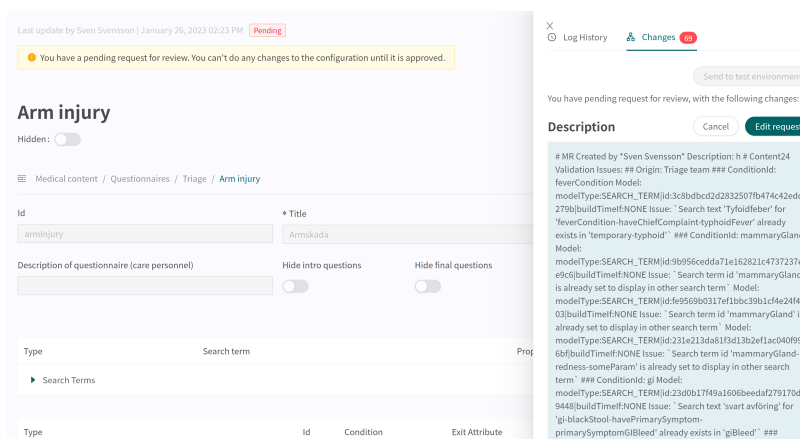 Last update by Sven Svensson | January 26, 2023 02:23 PM Pending
You have a pending request for review. You can't do any changes to the configuration until it is approved.
Arm injury
Hidden :
Medical content / Questionnaires / Triage / Arm injury
Id
* Title
armInjury
Armskada
Description of questionnaire (care personnel)
Hide intro questions
Hide final questions
Type Search term Prop
Search Terms
Type Id Condition Exit Attribute
Log History Changes 69
Send to test environmen
You have pending request for review, with the following changes:
Description Cancel Edit request
# MR Created by *Sven Svensson* Description: h # Content24
Validation Issues: ## Origin: Triage team ### ConditionId:
feverCondition Model:
modelType:SEARCH_TERM|id:3c8bdbcd2d2832507fb474c42edc
279b|buildTimeIf:NONE Issue: `Search text 'Tyfoidfeber' for
'feverCondition-haveChiefComplaint-typhoidFever' already
exists in 'temporary-typhoid'` ### ConditionId: mammaryGland
Model:
modelType:SEARCH_TERM|id:9b956cedda71e162821c4737237e
e9c6|buildTimeIf:NONE Issue: `Search term id 'mammaryGland
is already set to display in other search term` Model:
modelType:SEARCH_TERM|id:fe9569b0317ef1bbc39b1cf4e24f4
03|buildTimeIf:NONE Issue: `Search term id 'mammaryGland' i
already set to display in other search term` Model:
modelType:SEARCH_TERM|id:231e213da81f3d13b2ef1ac040f99
6bf|buildTimeIf:NONE Issue: `Search term id 'mammaryGland-
redness-someParam' is already set to display in other search
term` ### ConditionId: gi Model:
modelType:SEARCH_TERM|id:23d0b17f49a1606beedaf279170d
9448|buildTimeIf:NONE Issue: `Search text 'svart avföring' for
'gi-blackStool-havePrimarySymptom-
primarySymptomGIBleed' already exists in 'giBleed'` ###